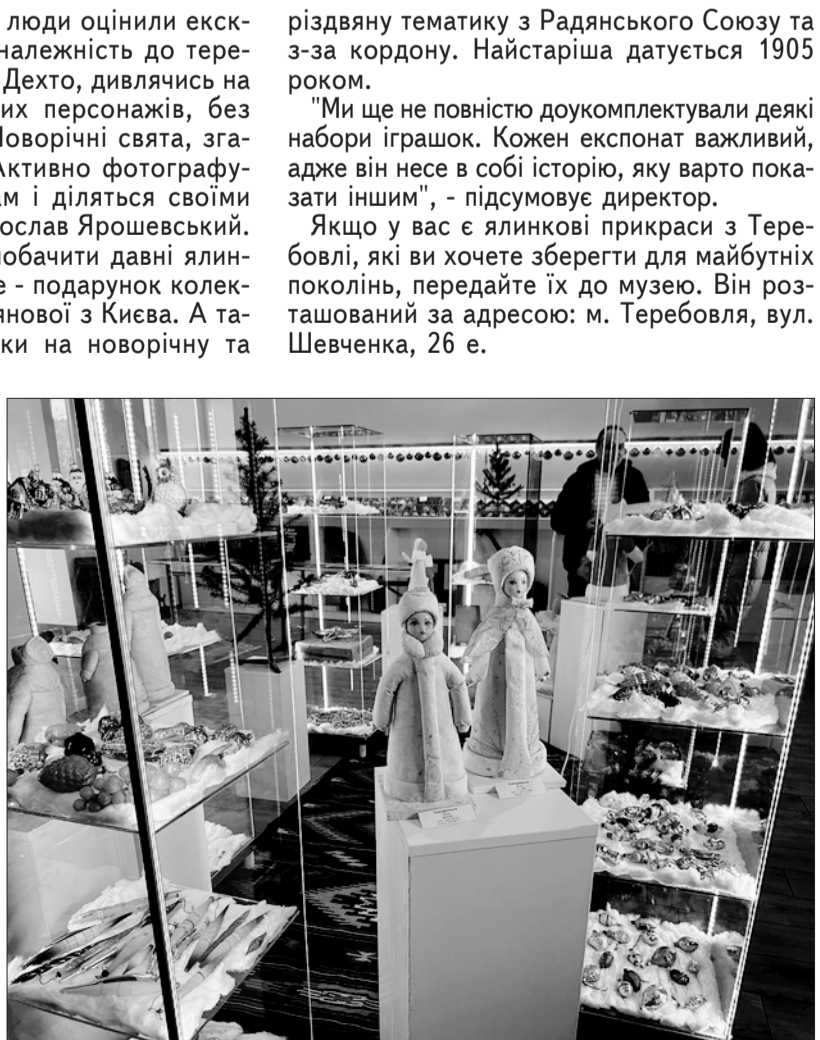 люди оцінили екск-
належність до тере-
Дехто, дивлячись на
их персонажів, без
Новорічні свята, зга-
Активно фотографу-
ам і діляться своїми
ослав Ярошевський.
побачити давні ялин-
е - подарунок колек-
янової з Києва. А та-
ки на новорічну та
різдвяну тематику з Радянського Союзу та
з-за кордону. Найстаріша датується 1905
роком.
"Ми ще не повністю доукомплектували деякі
набори іграшок. Кожен експонат важливий,
адже він несе в собі історію, яку варто пока-
зати іншим", - підсумовує директор.
Якщо у вас є ялинкові прикраси з Тере-
бовлі, які ви хочете зберегти для майбутніх
поколінь, передайте їх до музею. Він роз-
ташований за адресою: м. Теребовля, вул.
Шевченка, 26 е.